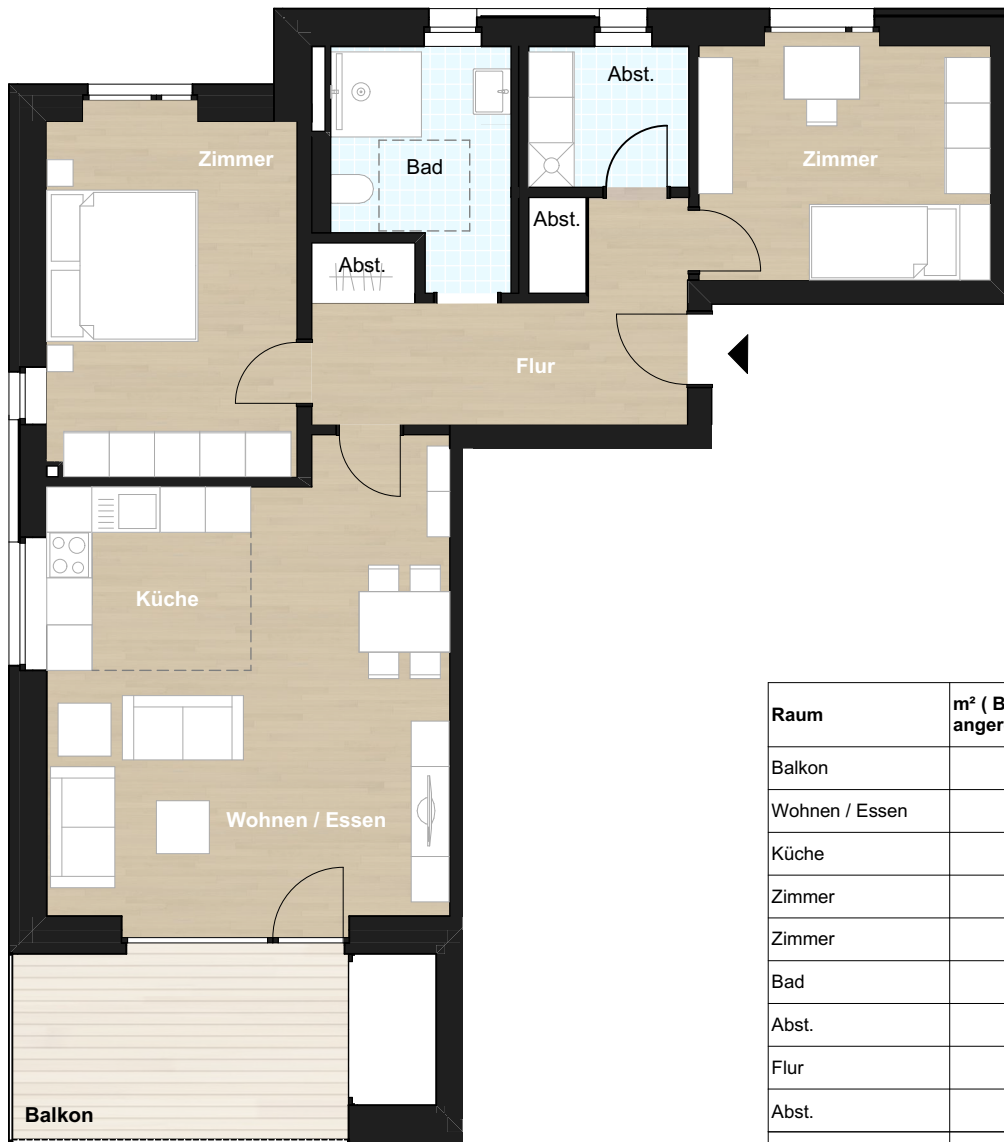 Abst.
Zimmer
Zimmer
Bad
Abst.
Abst.
Flur
Küche
Wohnen / Essen
Balkon
Raum
m² ( B
anger
Balkon
Wohnen / Essen
Küche
Zimmer
Zimmer
Bad
Abst.
Flur
Abst.